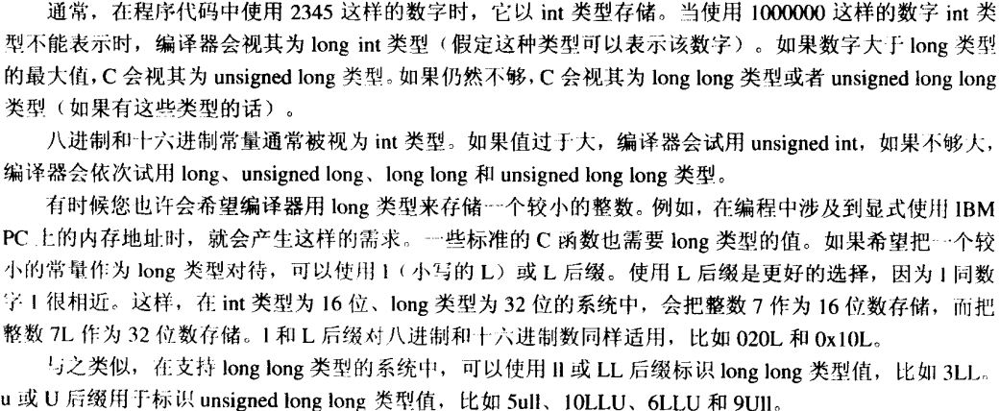 通常，在程序代码中使用 2345 这样的数字时，它以 int 类型存储。当使用 1000000 这样的数字 int 类
型不能表示时，编译器会视其为 long int 类型（假定这种类型可以表示该数字）。如果数字大于 long 类型
的最大值，C 会视其为 unsigned long 类型。如果仍然不够，C 会视其为 long long 类型或者 unsigned long long
类型（如果有这些类型的话）。
八进制和十六进制常量通常被视为 int 类型。如果值过于大，编译器会试用 unsigned int，如果不够大，
编译器会依次试用 long、unsigned long、long long 和 unsigned long long 类型。
有时候您也许会希望编译器用 long 类型来存储一个较小的整数。例如，在编程中涉及到显式使用 IBM
PC 上的内存地址时，就会产生这样的需求。一些标准的 C 函数也需要 long 类型的值。如果希望把一个较
小的常量作为 long 类型对待，可以使用 l（小写的 L）或 L 后缀。使用 L 后缀是更好的选择，因为 l 同数
字 1 很相近。这样，在 int 类型为 16 位、long 类型为 32 位的系统中，会把整数 7 作为 16 位数存储，而把
整数 7L 作为 32 位数存储。l 和 L 后缀对八进制和十六进制数同样适用，比如 020L 和 0x10L。
与之类似，在支持 long long 类型的系统中，可以使用 ll 或 LL 后缀标识 long long 类型值，比如 3LL。
u 或 U 后缀用于标识 unsigned long long 类型值，比如 5ull、10LLU、6LLU 和 9Ull。